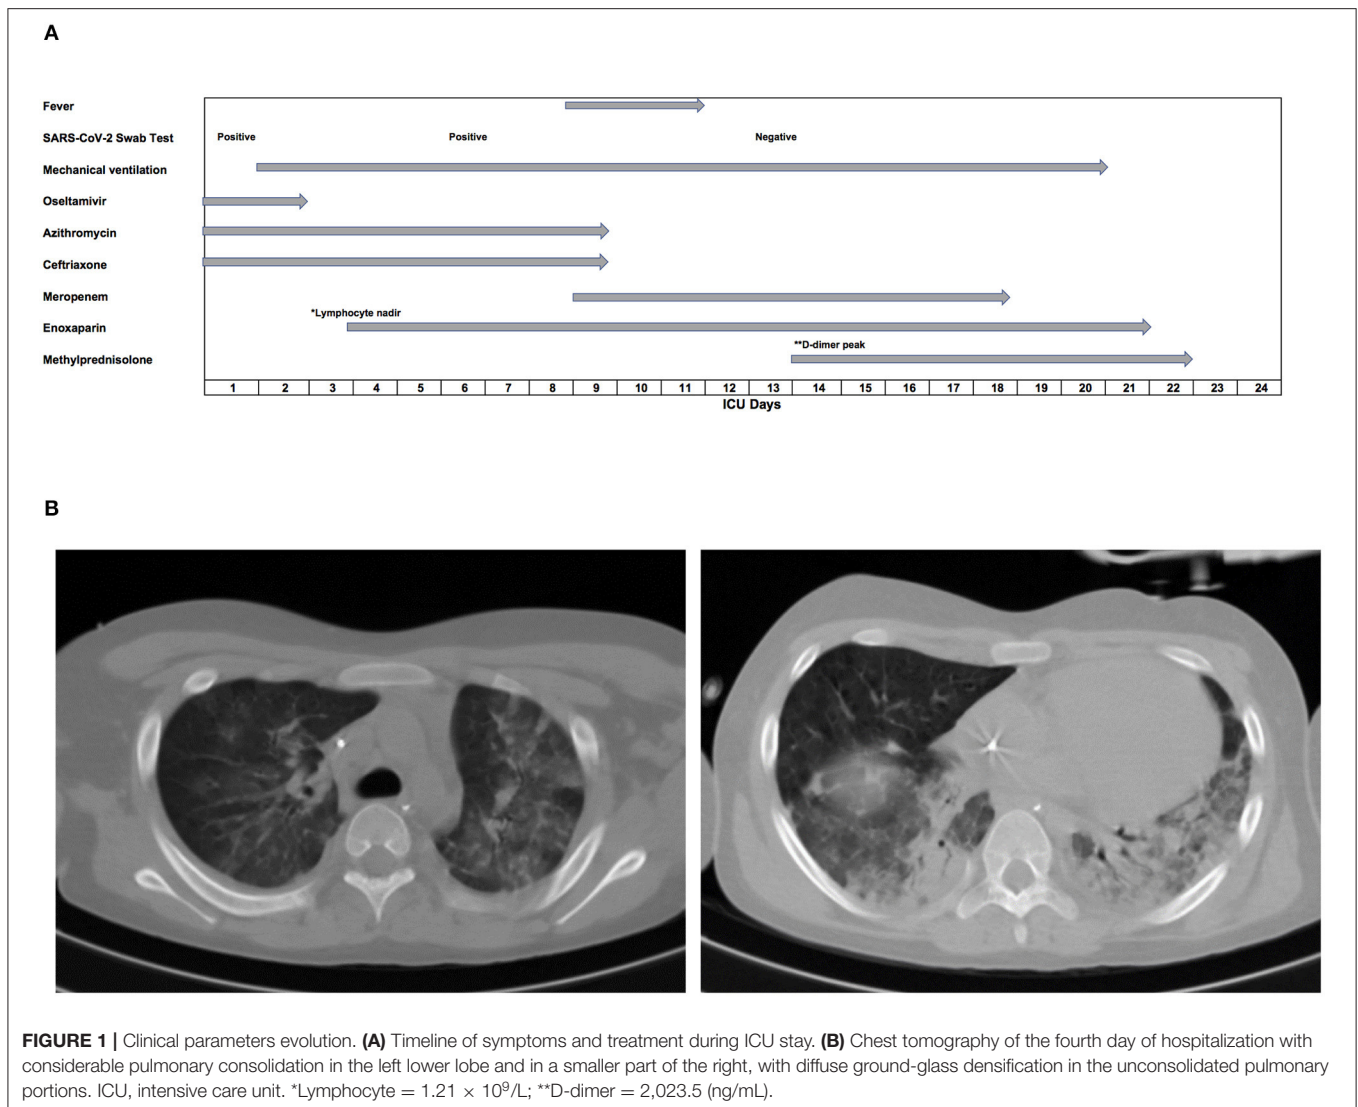 A
Fever
SARS-CoV-2 Swab Test Positive Positive Negative
Mechanical ventilation
Oseltamivir
Azithromycin
Ceftriaxone
Meropenem
*Lymphocyte nadir
Enoxaparin
**D-dimer peak
Methylprednisolone
1 2 3 4 5 6 7 8 9 10 11 12 13 14 15 16 17 18 19 20 21 22 23 24
ICU Days
B
FIGURE 1 | Clinical parameters evolution. (A) Timeline of symptoms and treatment during ICU stay. (B) Chest tomography of the fourth day of hospitalization with
considerable pulmonary consolidation in the left lower lobe and in a smaller part of the right, with diffuse ground-glass densification in the unconsolidated pulmonary
portions. ICU, intensive care unit. *Lymphocyte = 1.21 × 10⁹/L; **D-dimer = 2,023.5 (ng/mL).